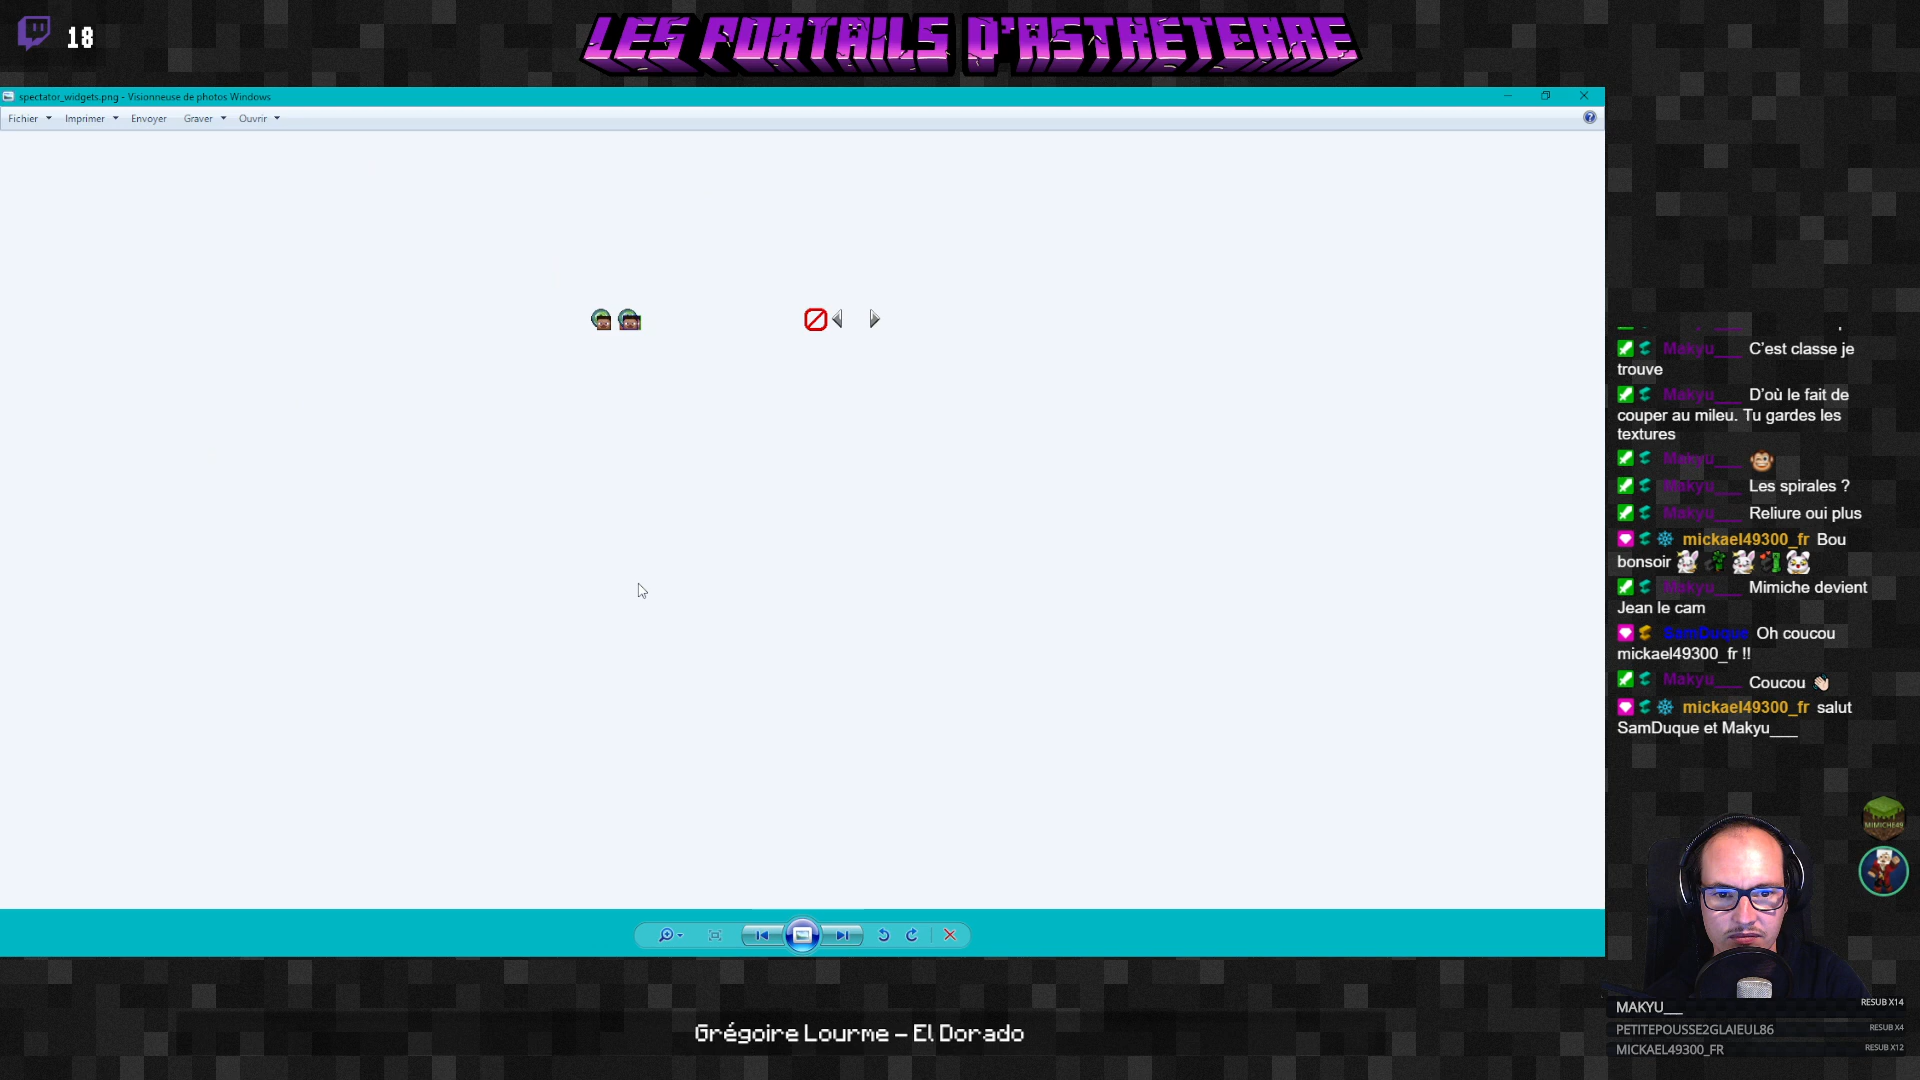 18
LES PORTAILS D'ASTRETERRE
spectator_widgets.png - Visionneuse de photos Windows
Fichier
Imprimer
Envoyer
Graver
Ouvrir
Makyu___ C'est classe je
trouve
Makyu___ D'où le fait de
couper au mileu. Tu gardes les
textures
Makyu___
Makyu___ Les spirales ?
Makyu___ Reliure oui plus
mickael49300_fr Bou
bonsoir
Makyu___ Mimiche devient
Jean le cam
SamDuque Oh coucou
mickael49300_fr !!
Makyu___ Coucou
mickael49300_fr salut
SamDuque et Makyu___
MIMICHE49
MAKYU___ RESUB X14
PETITEPOUSSE2GLAIEUL86 RESUB X4
MICKAEL49300_FR RESUB X12
Grégoire Lourme – El Dorado